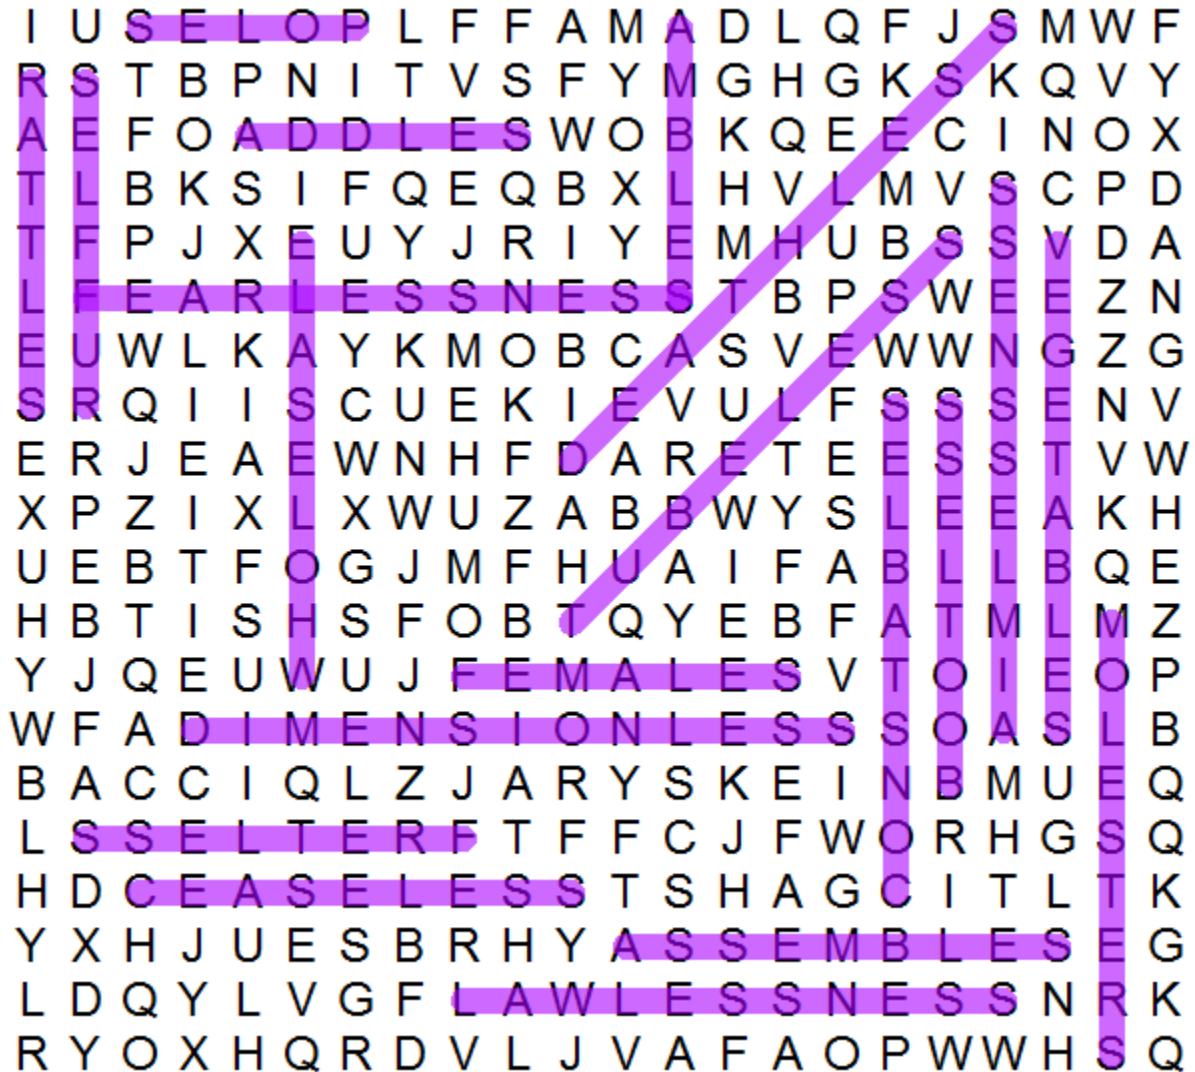 I U S E L O P L F F A M A D L Q F J S M W F
R S T B P N I T V S F Y M G H G K S K Q V Y
A E F O A D D L E S W O B K Q E E C I N O X
T L B K S I F Q E Q B X L H V L M V S C P D
T F P J X E U Y J R I Y E M H U B S S V D A
L F E A R L E S S N E S S T B P S W E E Z N
E U W L K A Y K M O B C A S V E W W N G Z G
S R Q I I S C U E K I E V U L F S S S E N V
E R J E A E W N H F D A R E T E E S S T V W
X P Z I X L X W U Z A B B W Y S L E E A K H
U E B T F O G J M F H U A I F A B L L B Q E
H B T I S H S F O B T Q Y E B F A T M L M Z
Y J Q E U W U J F E M A L E S V T O I E O P
W F A D I M E N S I O N L E S S S O A S L B
B A C C I Q L Z J A R Y S K E I N B M U E Q
L S S E L T E R F T F F C J F W O R H G S Q
H D C E A S E L E S S T S H A G C I T L T K
Y X H J U E S B R H Y A S S E M B L E S E G
L D Q Y L V G F L A W L E S S N E S S N R K
R Y O X H Q R D V L J V A F A O P W W H S Q